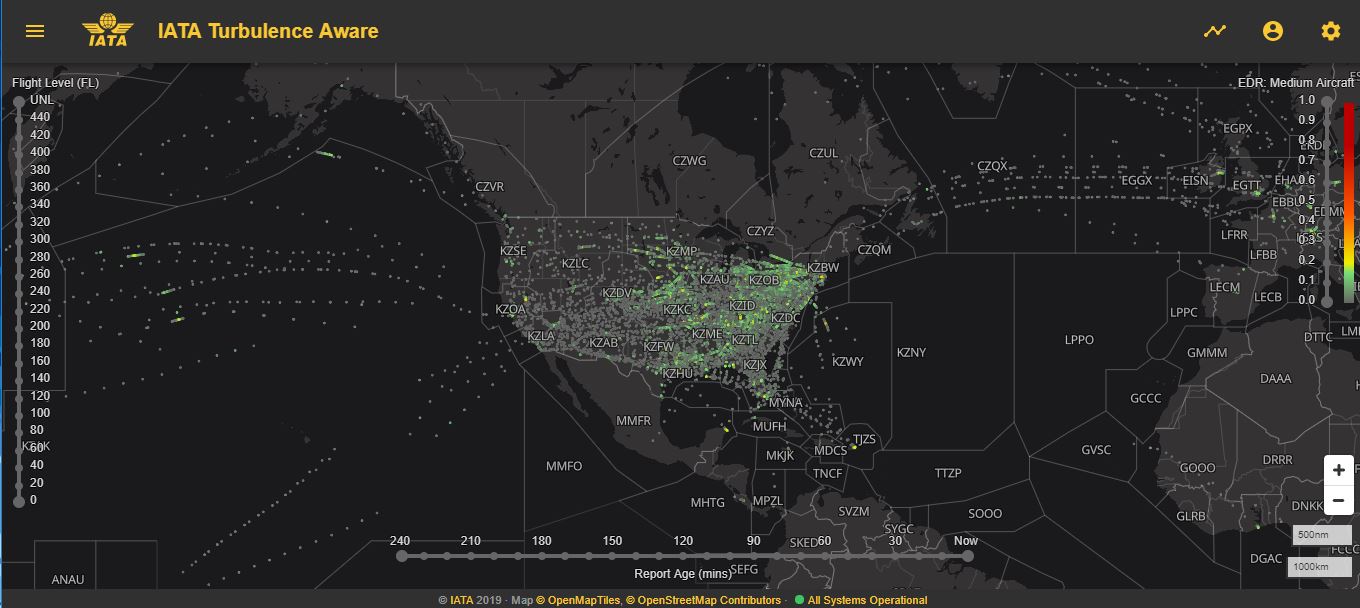 IATA
IATA Turbulence Aware
Flight Level (FL)
UNL
440
420
400
380
360
340
320
300
280
260
240
220
200
180
160
140
120
100
80
60
40
20
0
EDR: Medium Aircraft
1.0
0.9
0.8
0.7
0.6
0.5
0.4
0.3
0.2
0.1
0.0
EGPX
CZWG
CZUL
CZQX
CZVR
EGGX
EISN
EGTT
CZYZ
LFRR
KZSE
KZMP
CZQM
LFBB
KZLC
KZBW
KZAU
KZOB
KZDV
LECM
LECB
KZOA
KZKC
KZID
KZDC
LPPC
KZLA
KZAB
KZME
KZTL
KZFW
LPPO
DTTC
KZNY
GMMM
KZWY
KZJX
KZHU
DAAA
GCCC
MYNA
MMFR
MUFH
TJZS
MKJK
MDCS
GVSC
MMFO
GOOO
DRRR
TNCF
TTZP
MHTG
MPZL
SVZM
SOOO
GLRB
DNKK
SYGC
SKED
500nm
DGAC
1000km
SEFG
ANAU
240
210
180
150
120
90
60
30
Now
Report Age (mins)
© IATA 2019 · Map © OpenMapTiles, © OpenStreetMap Contributors · All Systems Operational